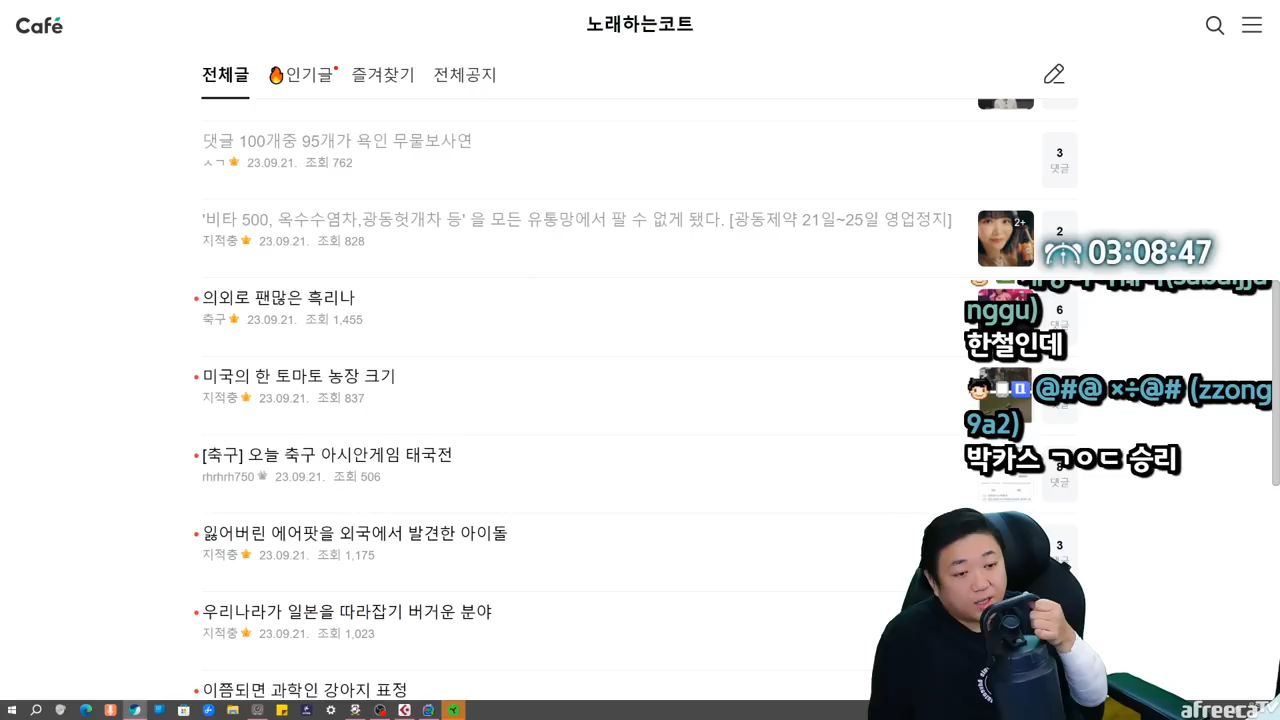 Café
노래하는코트
전체글
🔥인기글
즐겨찾기
전체공지
댓글 100개중 95개가 욕인 무물보사연
ㅅㄱ 23.09.21. 조회 762
3
댓글
'비타 500, 옥수수염차,광동헛개차 등' 을 모든 유통망에서 팔 수 없게 됐다. [광동제약 21일~25일 영업정지]
지적충 23.09.21. 조회 828
2+
2
03:08:47
의외로 팬많은 흑리나
축구 23.09.21. 조회 1,455
6
댓글
nggu)
한철인데
미국의 한 토마토 농장 크기
지적충 23.09.21. 조회 837
@#@ ×÷@# (zzong
9a2)
박카스 ㄱㅇㄷ 승리
[축구] 오늘 축구 아시안게임 태국전
rhrhrh750 23.09.21. 조회 506
8
댓글
잃어버린 에어팟을 외국에서 발견한 아이돌
지적충 23.09.21. 조회 1,175
3
우리나라가 일본을 따라잡기 버거운 분야
지적충 23.09.21. 조회 1,023
이쯤되면 과학인 강아지 표정
afreecaTV